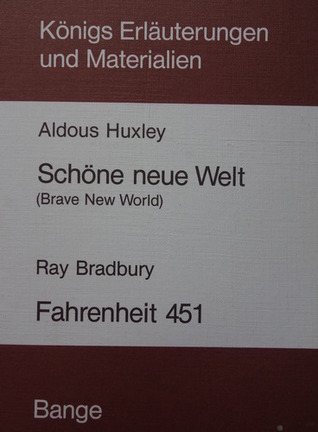 Königs Erläuterungen
und Materialien
Aldous Huxley
Schöne neue Welt
(Brave New World)
Ray Bradbury
Fahrenheit 451
Bange